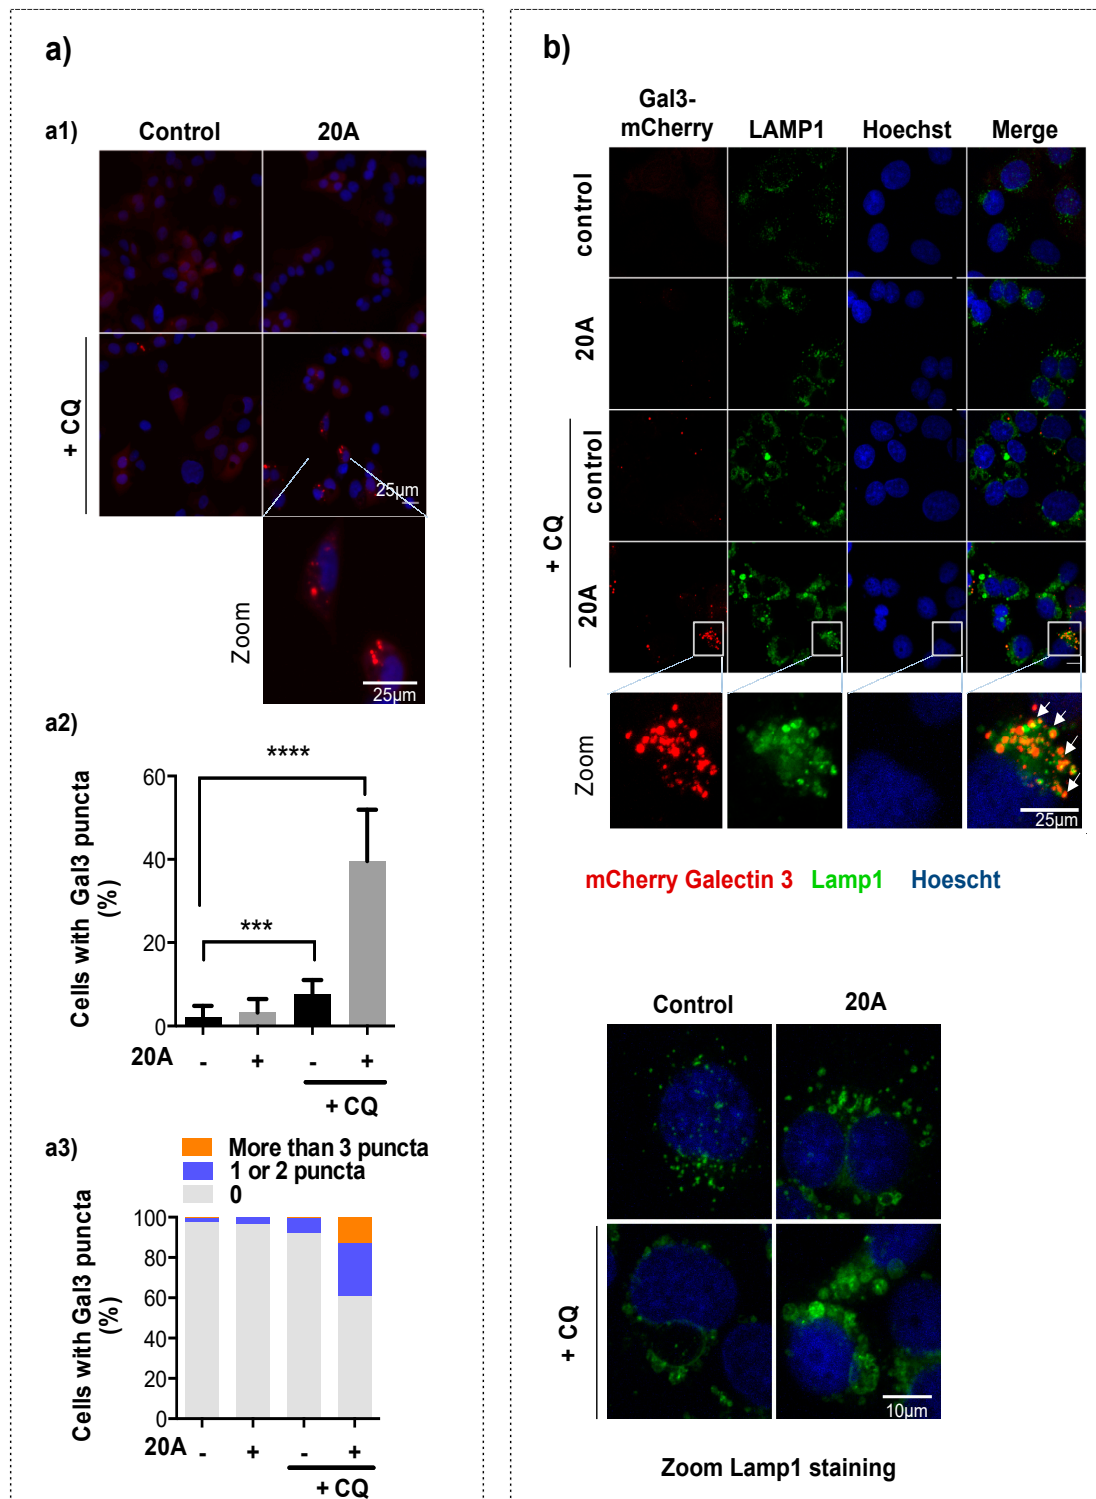 a)
a1)
Control
20A
+ CQ
25µm
Zoom
25µm
a2)
****
***
Cells with Gal3 puncta
(%)
60
40
20
0
20A
-
+
-
+
+ CQ
a3)
More than 3 puncta
1 or 2 puncta
0
Cells with Gal3 puncta
(%)
100
80
60
40
20
0
20A
-
+
-
+
+ CQ
b)
Gal3-
mCherry
LAMP1
Hoechst
Merge
control
20A
+ CQ
control
20A
Zoom
25µm
mCherry Galectin 3
Lamp1
Hoescht
Control
20A
+ CQ
10µm
Zoom Lamp1 staining